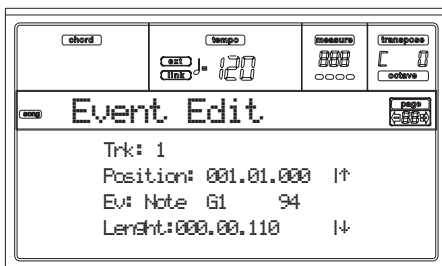 chord tempo measure transpose
ext link ♩= 120 888 C 0
octave
song Event Edit page 88
Trk: 1
Position: 001.01.000 |↑
Ev: Note G1 94
Lenght:000.00.110 |↓